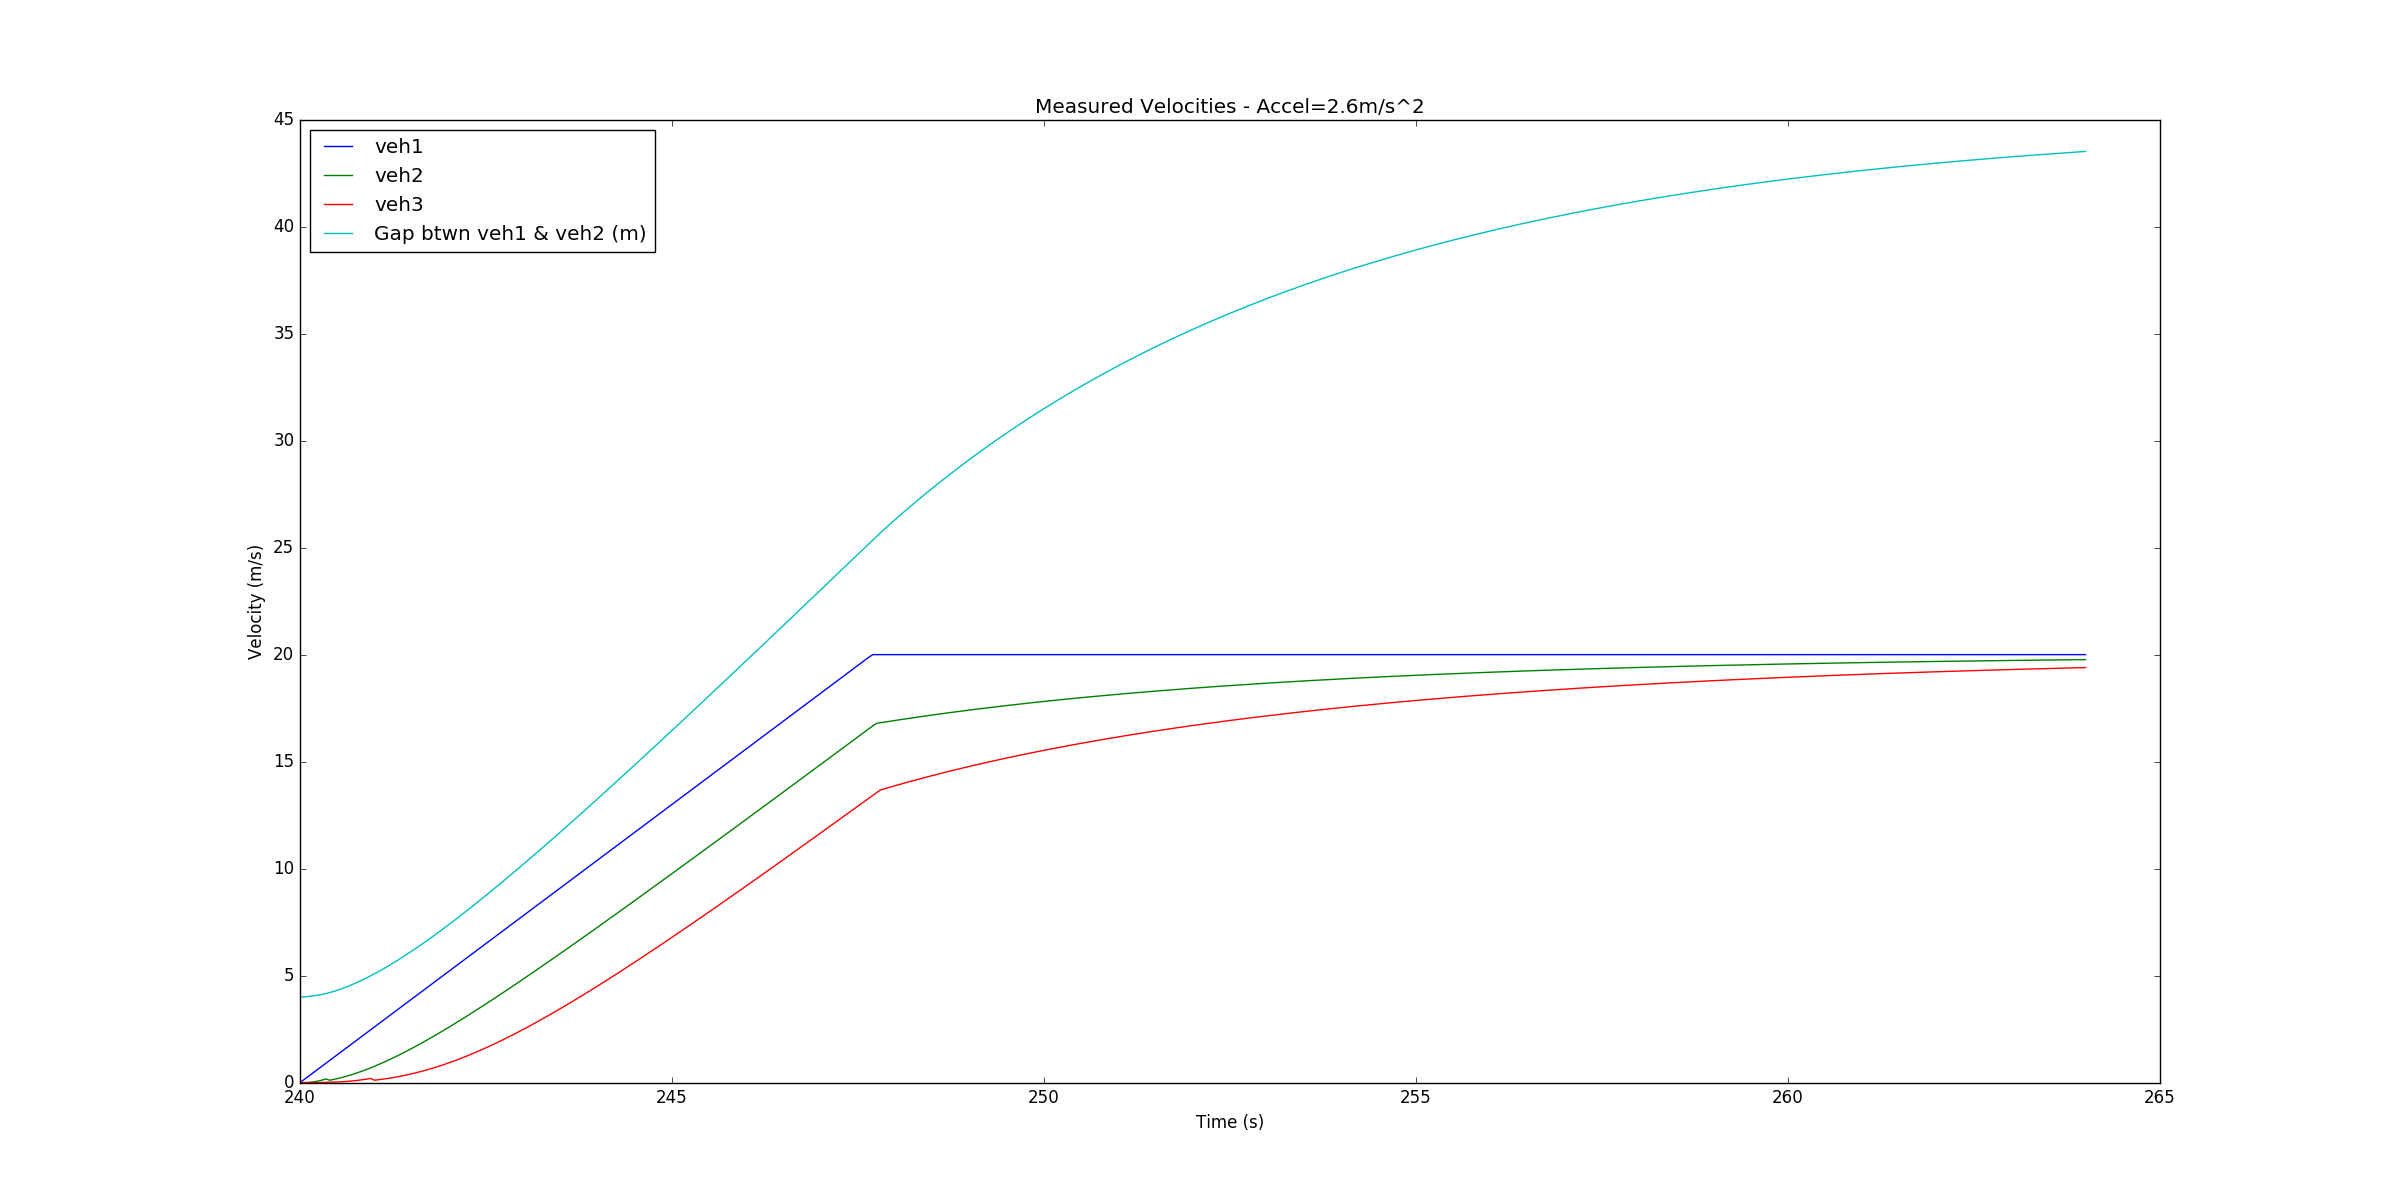 Measured Velocities - Accel=2.6m/s^2
45
40
35
30
25
20
15
10
5
0
Velocity (m/s)
veh1
veh2
veh3
Gap btwn veh1 & veh2 (m)
240 245 250 255 260 265
Time (s)